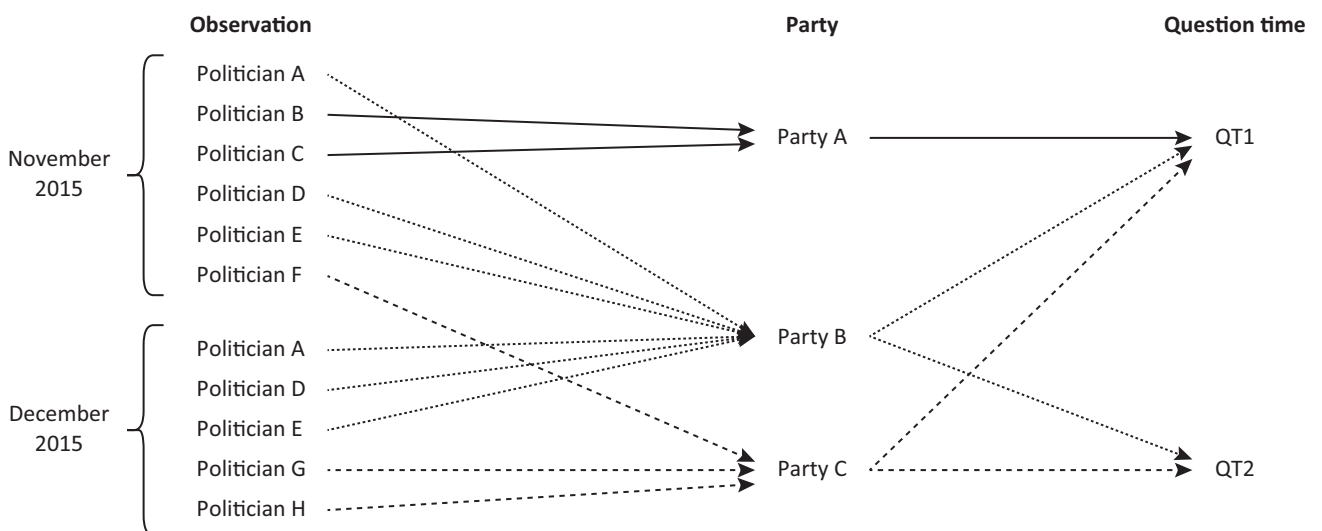 Observation
Party
Question time
November
2015
Politician A
Politician B
Politician C
Politician D
Politician E
Politician F
December
2015
Politician A
Politician D
Politician E
Politician G
Politician H
Party A
Party B
Party C
QT1
QT2